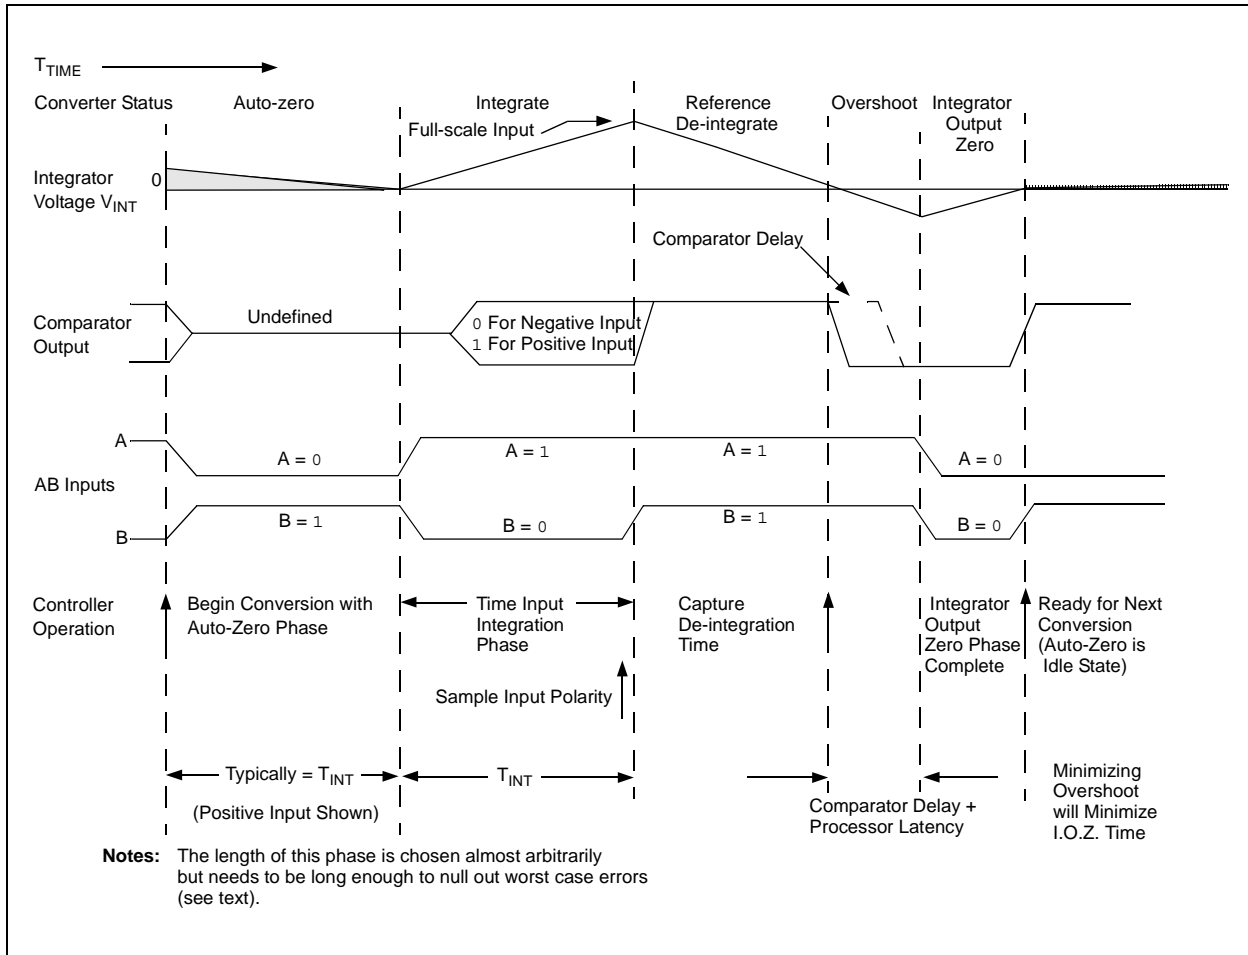 TTIME
Converter Status
Auto-zero
Integrate
Full-scale Input
Reference
De-integrate
Overshoot
Integrator
Output
Zero
Integrator
Voltage VINT
0
Comparator Delay
Comparator
Output
Undefined
0 For Negative Input
1 For Positive Input
AB Inputs
A
A = 0
A = 1
A = 1
A = 0
B
B = 1
B = 0
B = 1
B = 0
Controller
Operation
Begin Conversion with
Auto-Zero Phase
Time Input
Integration
Phase
Capture
De-integration
Time
Integrator
Output
Zero Phase
Complete
Ready for Next
Conversion
(Auto-Zero is
Idle State)
Sample Input Polarity
Typically = TINT
(Positive Input Shown)
TINT
Comparator Delay +
Processor Latency
Minimizing
Overshoot
will Minimize
I.O.Z. Time
Notes: The length of this phase is chosen almost arbitrarily
but needs to be long enough to null out worst case errors
(see text).